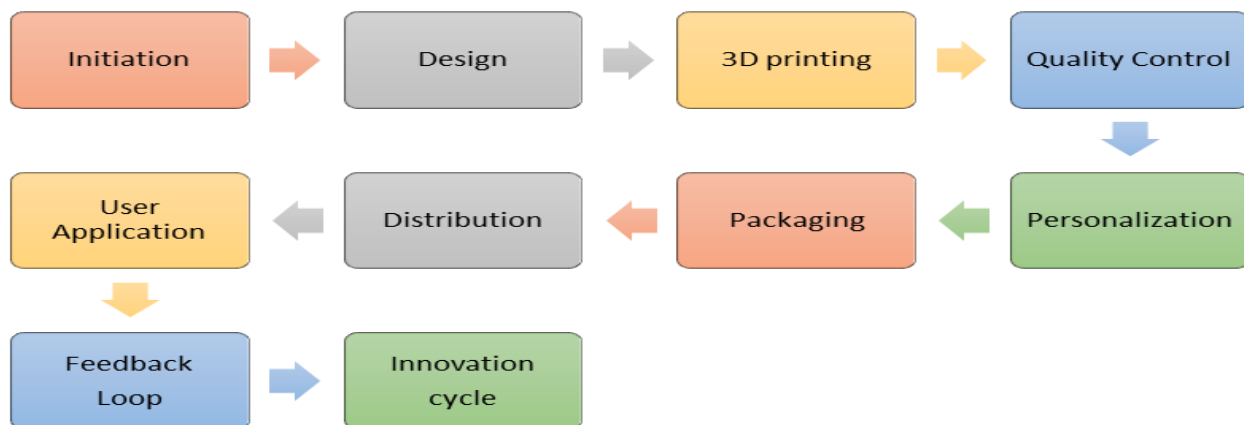 Initiation
Design
3D printing
Quality Control
User
Application
Distribution
Packaging
Personalization
Feedback
Loop
Innovation
cycle